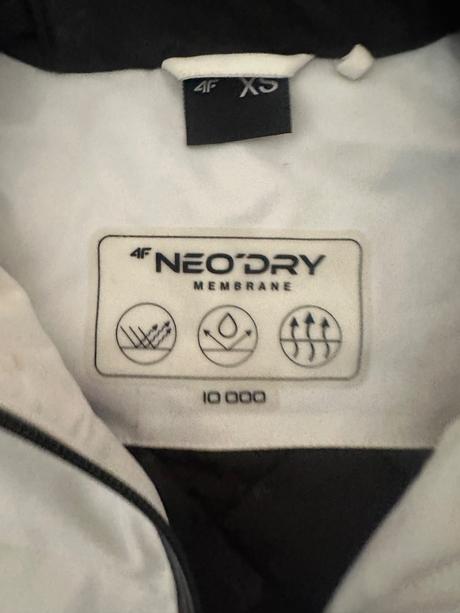 4F XS
4F NEO'DRY
MEMBRANE
10 000